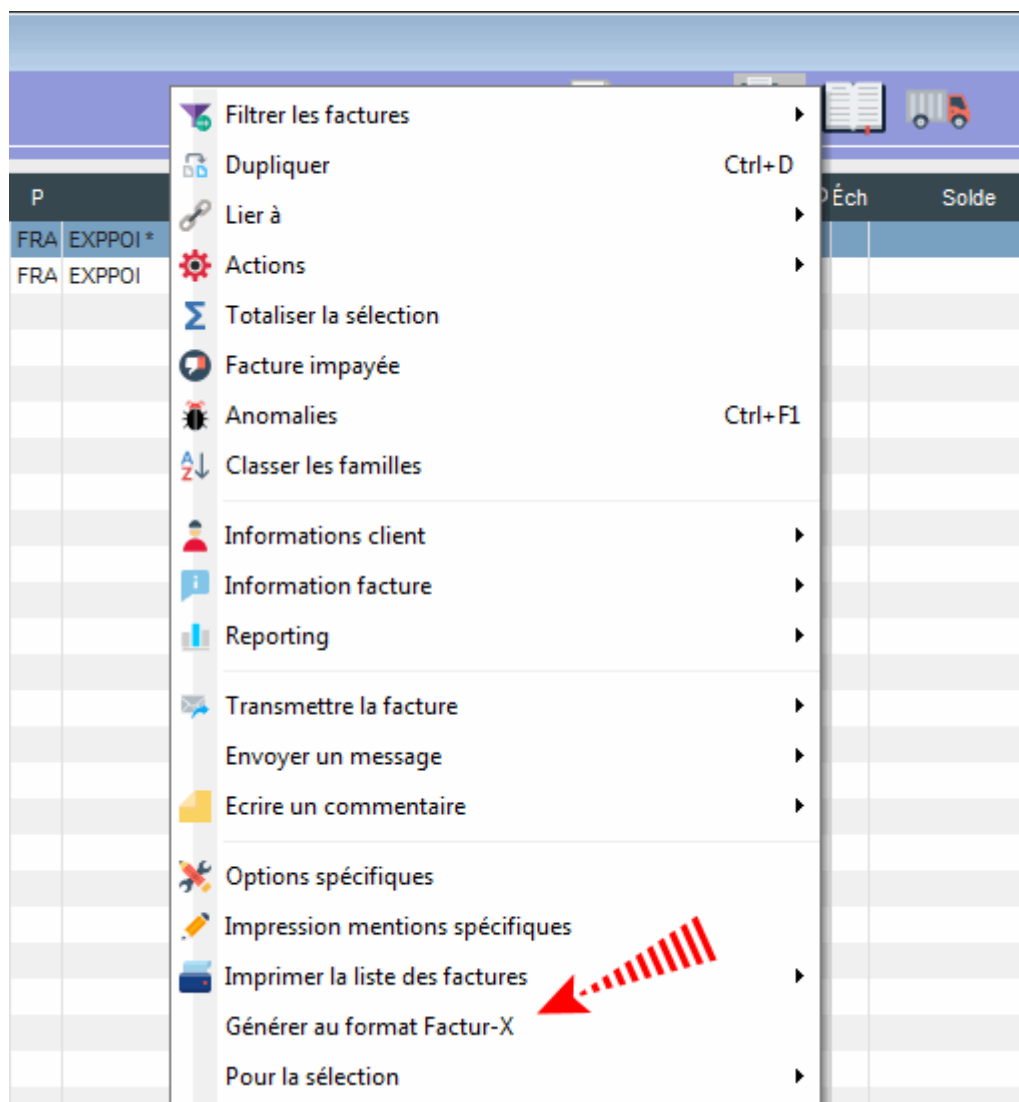 Filtrer les factures
Dupliquer Ctrl+D
P Éch Solde
Lier à
FRA EXPPOI *
Actions
FRA EXPPOI
Totaliser la sélection
Facture impayée
Anomalies Ctrl+F1
Classer les familles
Informations client
Information facture
Reporting
Transmettre la facture
Envoyer un message
Ecrire un commentaire
Options spécifiques
Impression mentions spécifiques
Imprimer la liste des factures
Générer au format Factur-X
Pour la sélection